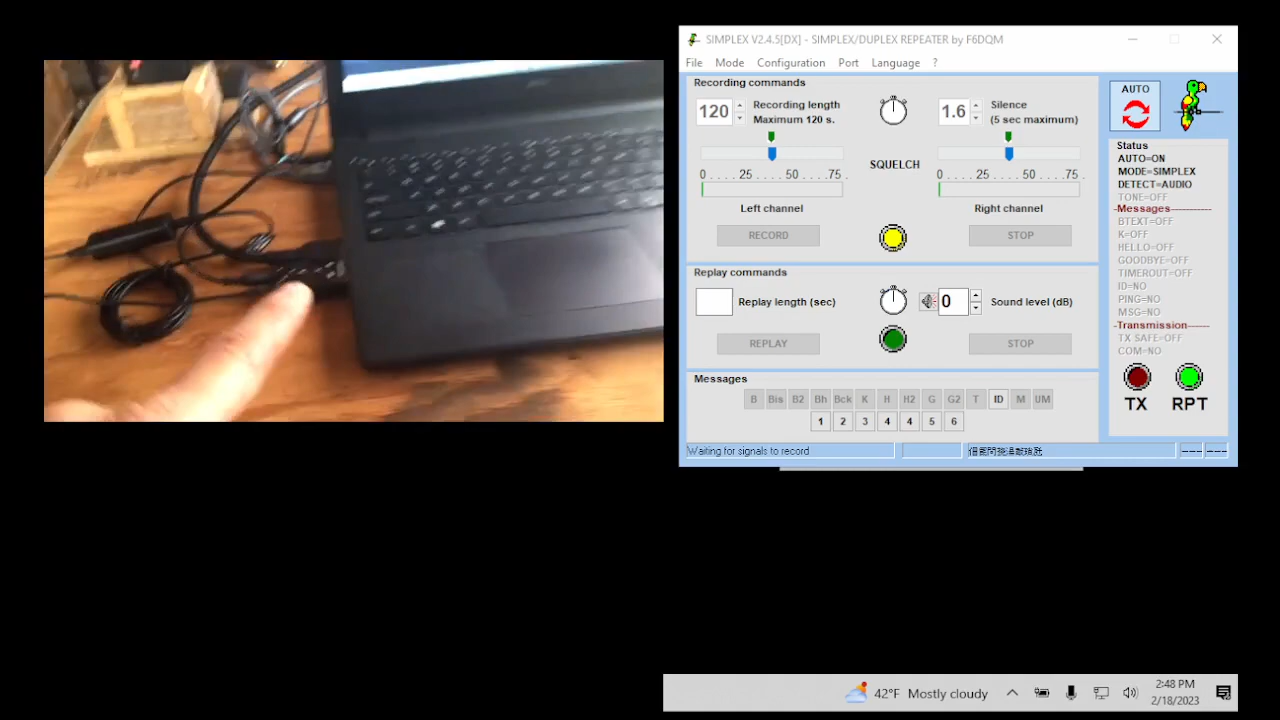 SIMPLEX V2.4.5[DX] - SIMPLEX/DUPLEX REPEATER by F6DQM
File Mode Configuration Port Language ?
Recording commands
120 Recording length
Maximum 120 s.
1.6 Silence
(5 sec maximum)
SQUELCH
0 . . . . 25 . . . . 50 . . . .75 .
0 . . . . 25 . . . . 50 . . . .75 .
Left channel
Right channel
RECORD
STOP
Replay commands
Replay length (sec)
0 Sound level (dB)
REPLAY
STOP
Messages
B Bis B2 Bh Bck K H H2 G G2 T ID M UM
1 2 3 4 4 5 6
Waiting for signals to record
--- ---
AUTO
Status
AUTO=ON
MODE=SIMPLEX
DETECT=AUDIO
TONE=OFF
-Messages------------
BTEXT=OFF
K=OFF
HELLO=OFF
GOODBYE=OFF
TIMEROUT=OFF
ID=NO
PING=NO
MSG=NO
-Transmission------
TX SAFE=OFF
COM=NO
TX RPT
42°F Mostly cloudy
2:48 PM
2/18/2023